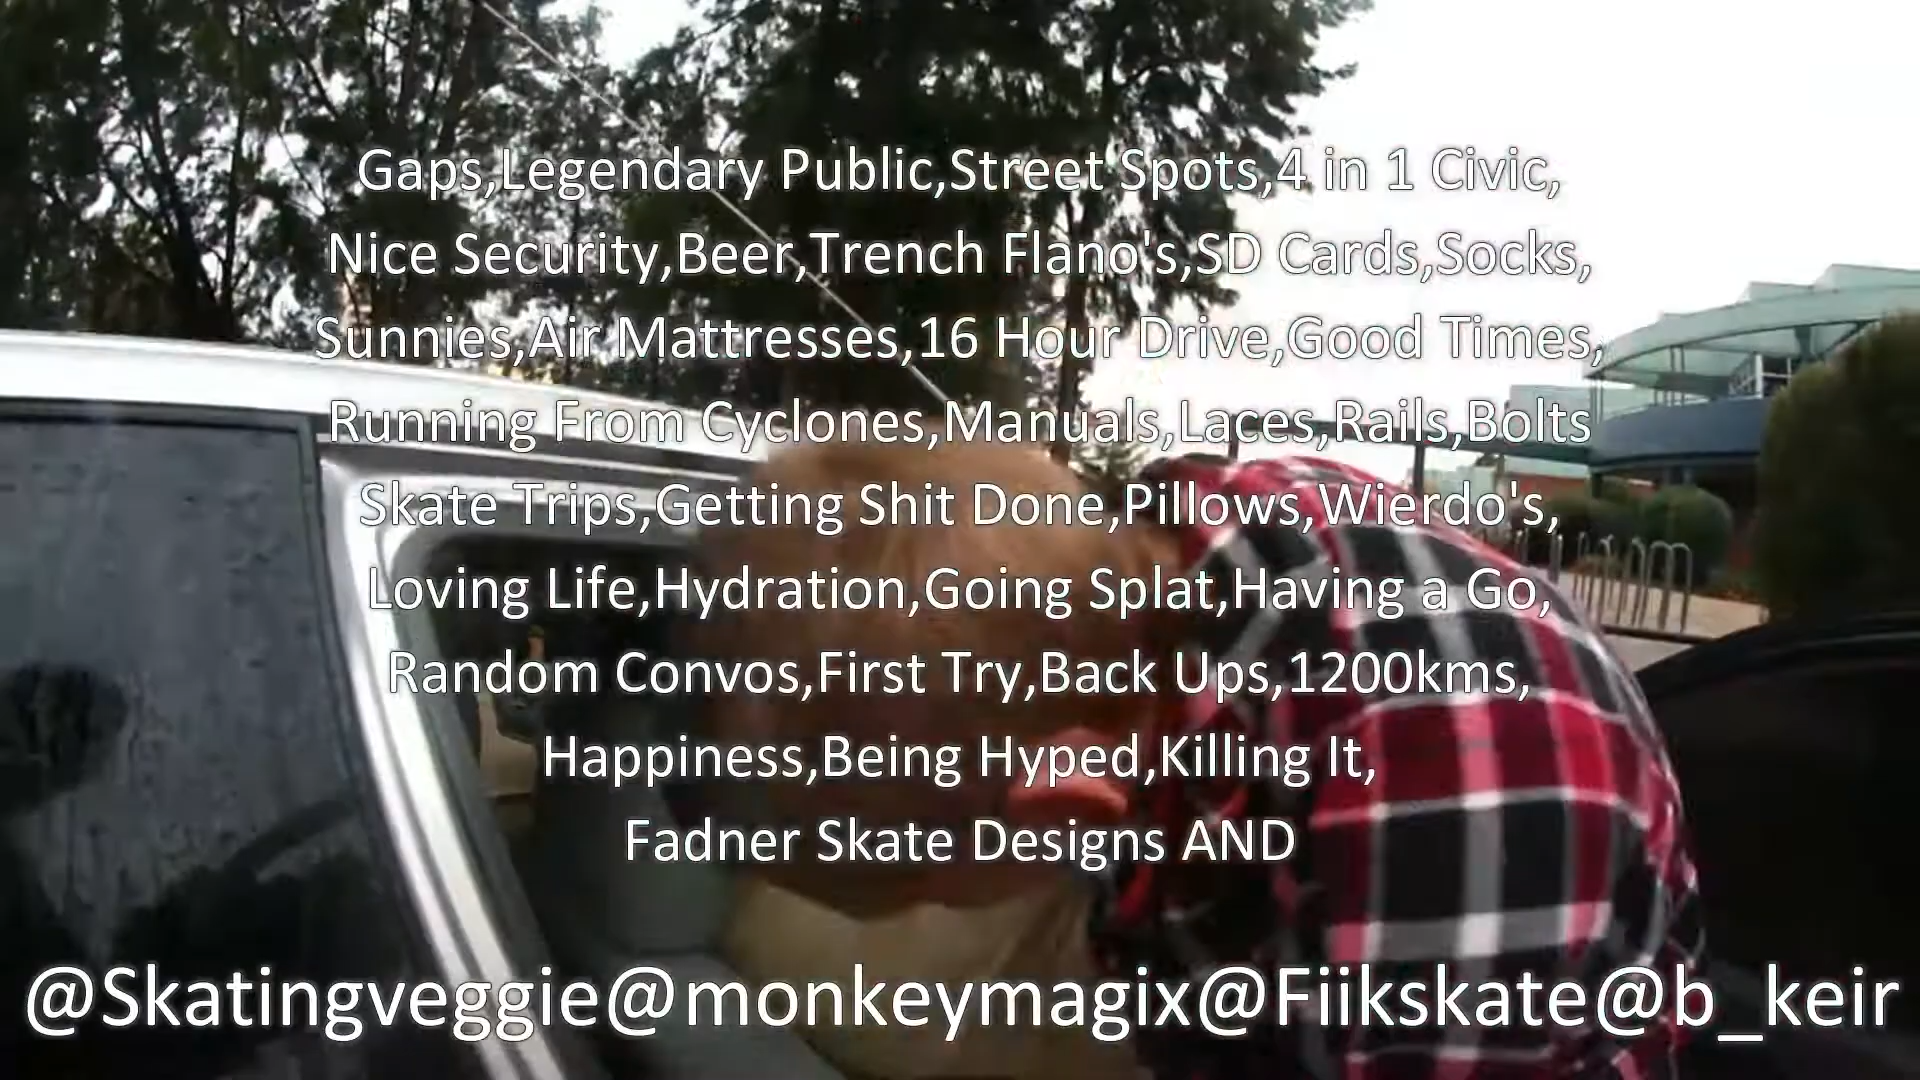 Gaps,Legendary Public,Street Spots,4 in 1 Civic,
Nice Security,Beer,Trench Flano's,SD Cards,Socks,
Sunnies,Air Mattresses,16 Hour Drive,Good Times,
Running From Cyclones,Manuals,Laces,Rails,Bolts
Skate Trips,Getting Shit Done,Pillows,Wierdo's,
Loving Life,Hydration,Going Splat,Having a Go,
Random Convos,First Try,Back Ups,1200kms,
Happiness,Being Hyped,Killing It,
Fadner Skate Designs AND
@Skatingveggie@monkeymagix@Fiikskate@b_keir